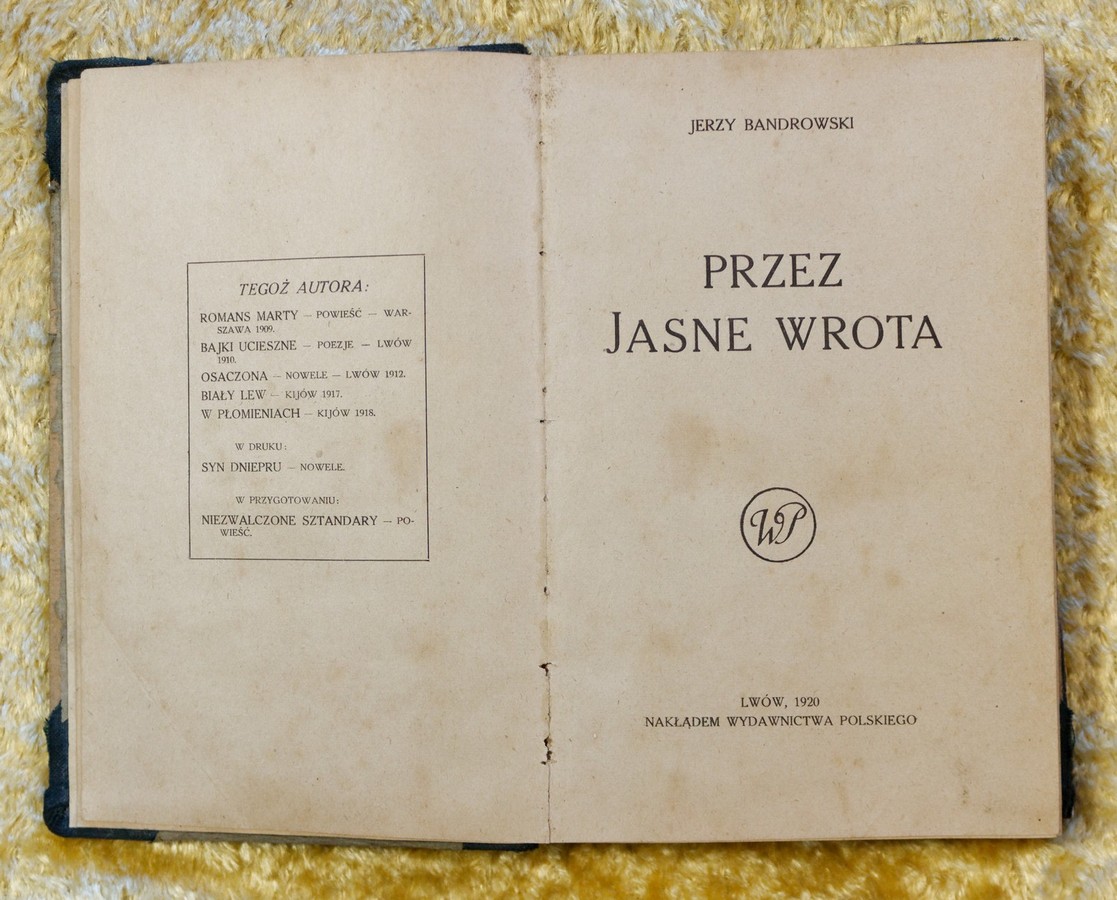 TEGOŻ AUTORA:
ROMANS MARTY — POWIEŚĆ — WAR-
SZAWA 1909.
BAJKI UCIESZNE — POEZJE — LWÓW
1910.
OSACZONA — NOWELE — LWÓW 1912.
BIAŁY LEW — KIJÓW 1917.
W PŁOMIENIACH — KIJÓW 1918.
W DRUKU:
SYN DNIEPRU — NOWELE.
W PRZYGOTOWANIU:
NIEZWALCZONE SZTANDARY — PO-
WIEŚĆ.
JERZY BANDROWSKI
PRZEZ
JASNE WROTA
WP
LWÓW, 1920
NAKŁADEM WYDAWNICTWA POLSKIEGO